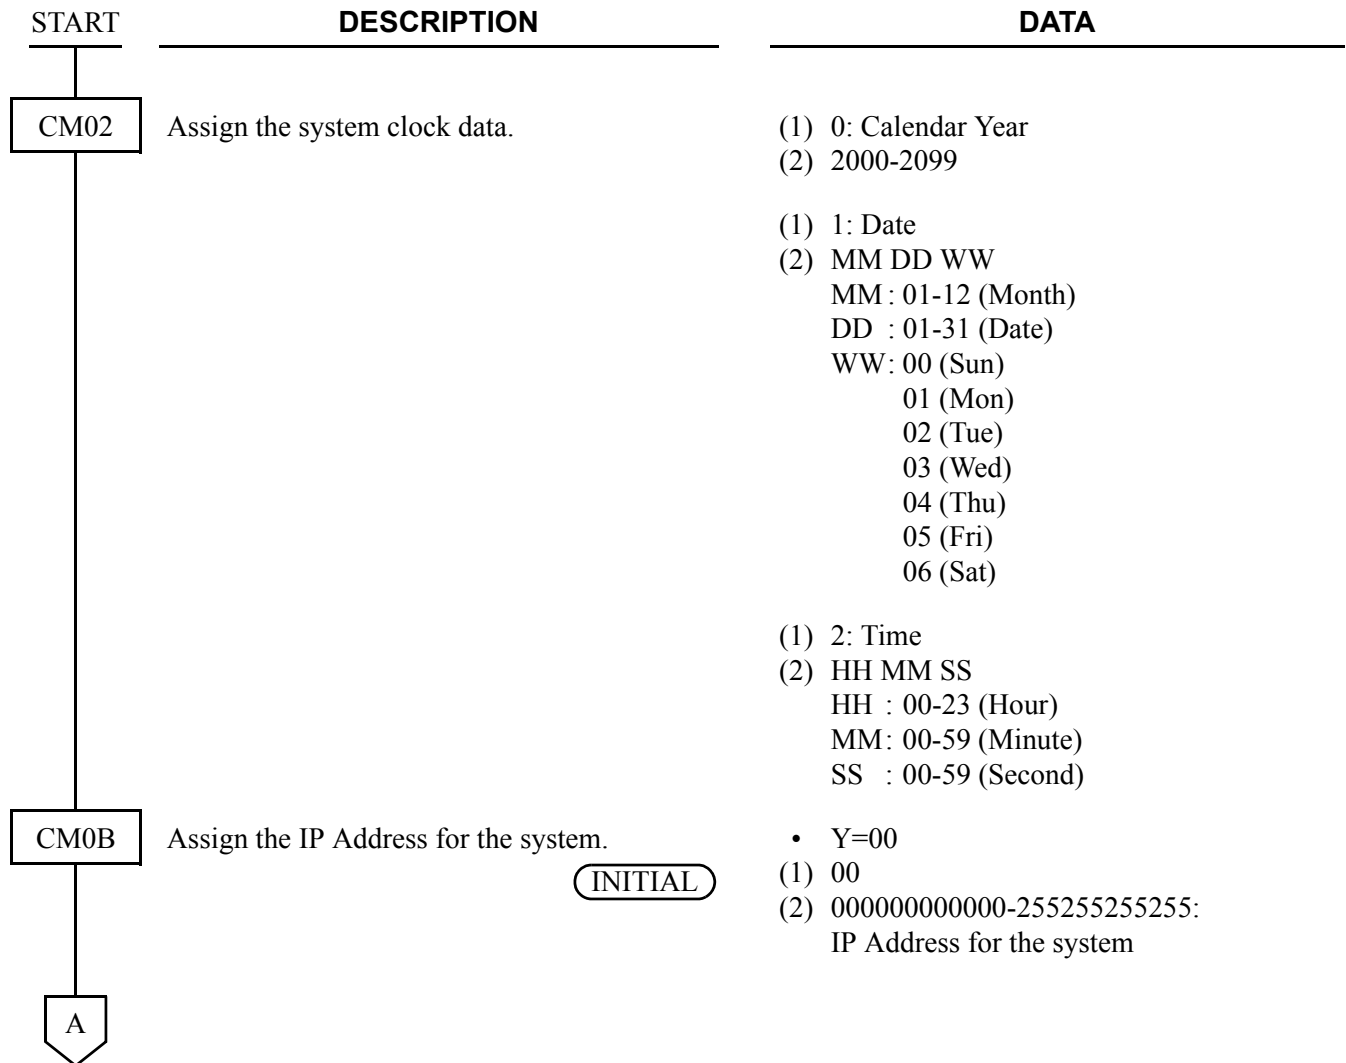 START DESCRIPTION DATA
CM02 Assign the system clock data. (1) 0: Calendar Year
(2) 2000-2099
(1) 1: Date
(2) MM DD WW
MM : 01-12 (Month)
DD : 01-31 (Date)
WW: 00 (Sun)
01 (Mon)
02 (Tue)
03 (Wed)
04 (Thu)
05 (Fri)
06 (Sat)
(1) 2: Time
(2) HH MM SS
HH : 00-23 (Hour)
MM: 00-59 (Minute)
SS : 00-59 (Second)
CM0B Assign the IP Address for the system. • Y=00
INITIAL (1) 00
(2) 000000000000-255255255255:
IP Address for the system
A